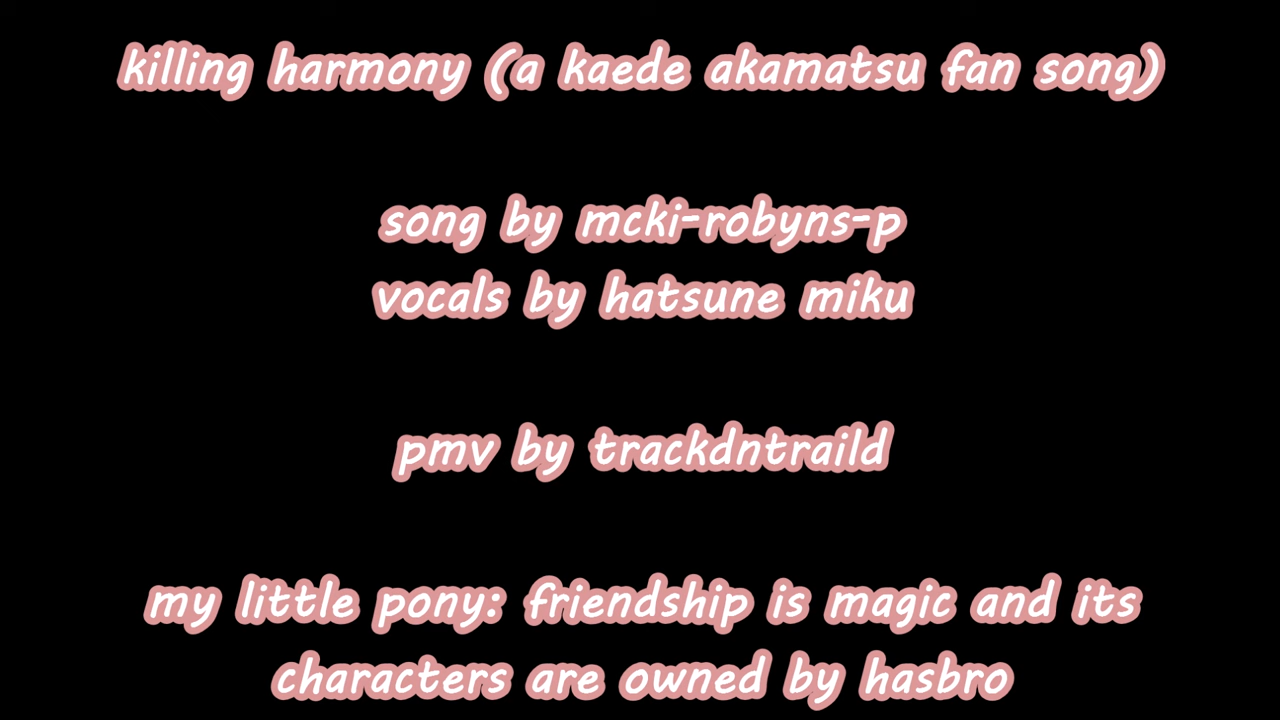 killing harmony (a kaede akamatsu fan song)
song by mcki-robyns-p
vocals by hatsune miku
pmv by trackdntraild
my little pony: friendship is magic and its
characters are owned by hasbro